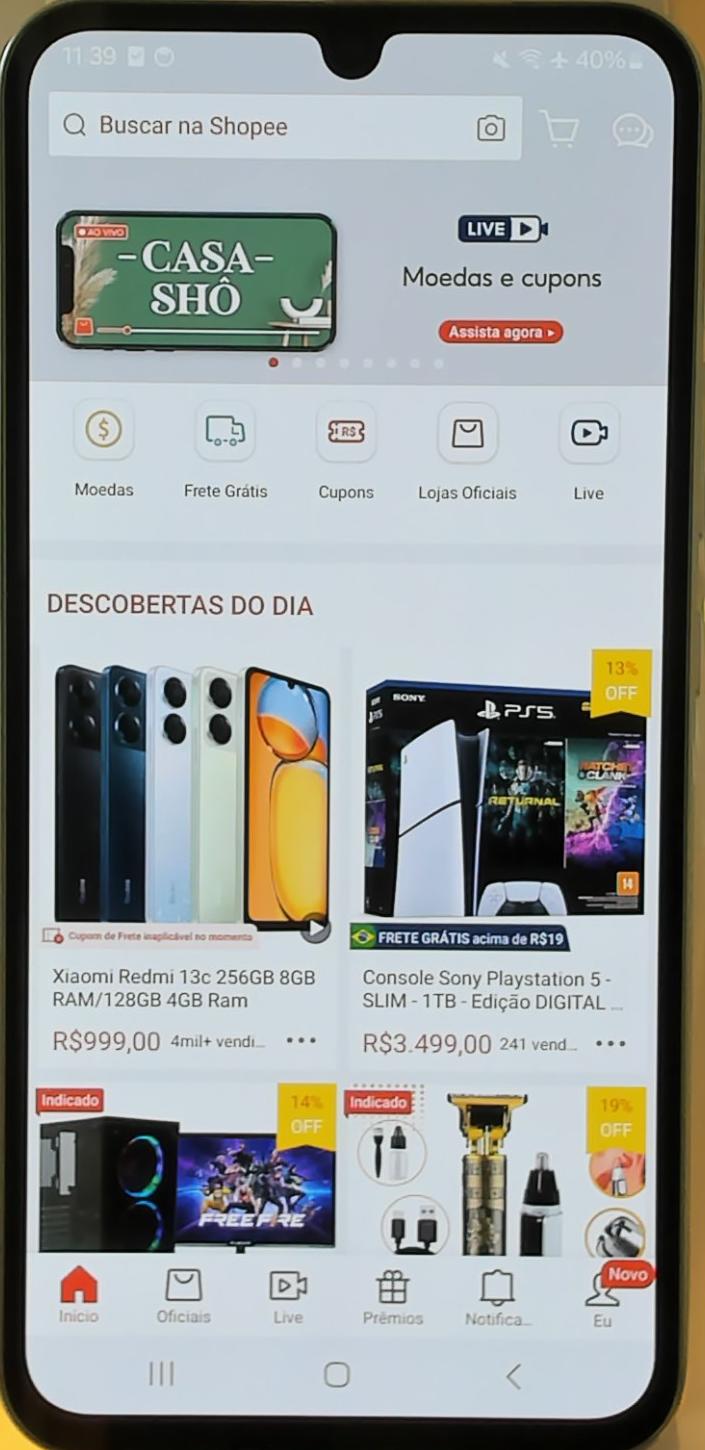 11:39
40%
Buscar na Shopee
AO VIVO
-CASA-
SHÔ
LIVE
Moedas e cupons
Assista agora
Moedas
Frete Grátis
R$
Cupons
Lojas Oficiais
Live
DESCOBERTAS DO DIA
13%
OFF
SONY
PS5
RETURNAL
RATCHET
& CLANK
14
Cupom de Frete inaplicável no momento
FRETE GRÁTIS acima de R$19
Xiaomi Redmi 13c 256GB 8GB
RAM/128GB 4GB Ram
R$999,00 4mil+ vendi...
Console Sony Playstation 5 -
SLIM - 1TB - Edição DIGITAL ...
R$3.499,00 241 vend...
Indicado
14%
OFF
FREE FIRE
Indicado
19%
OFF
Início
Oficiais
Live
Prêmios
Notifica...
Novo
Eu